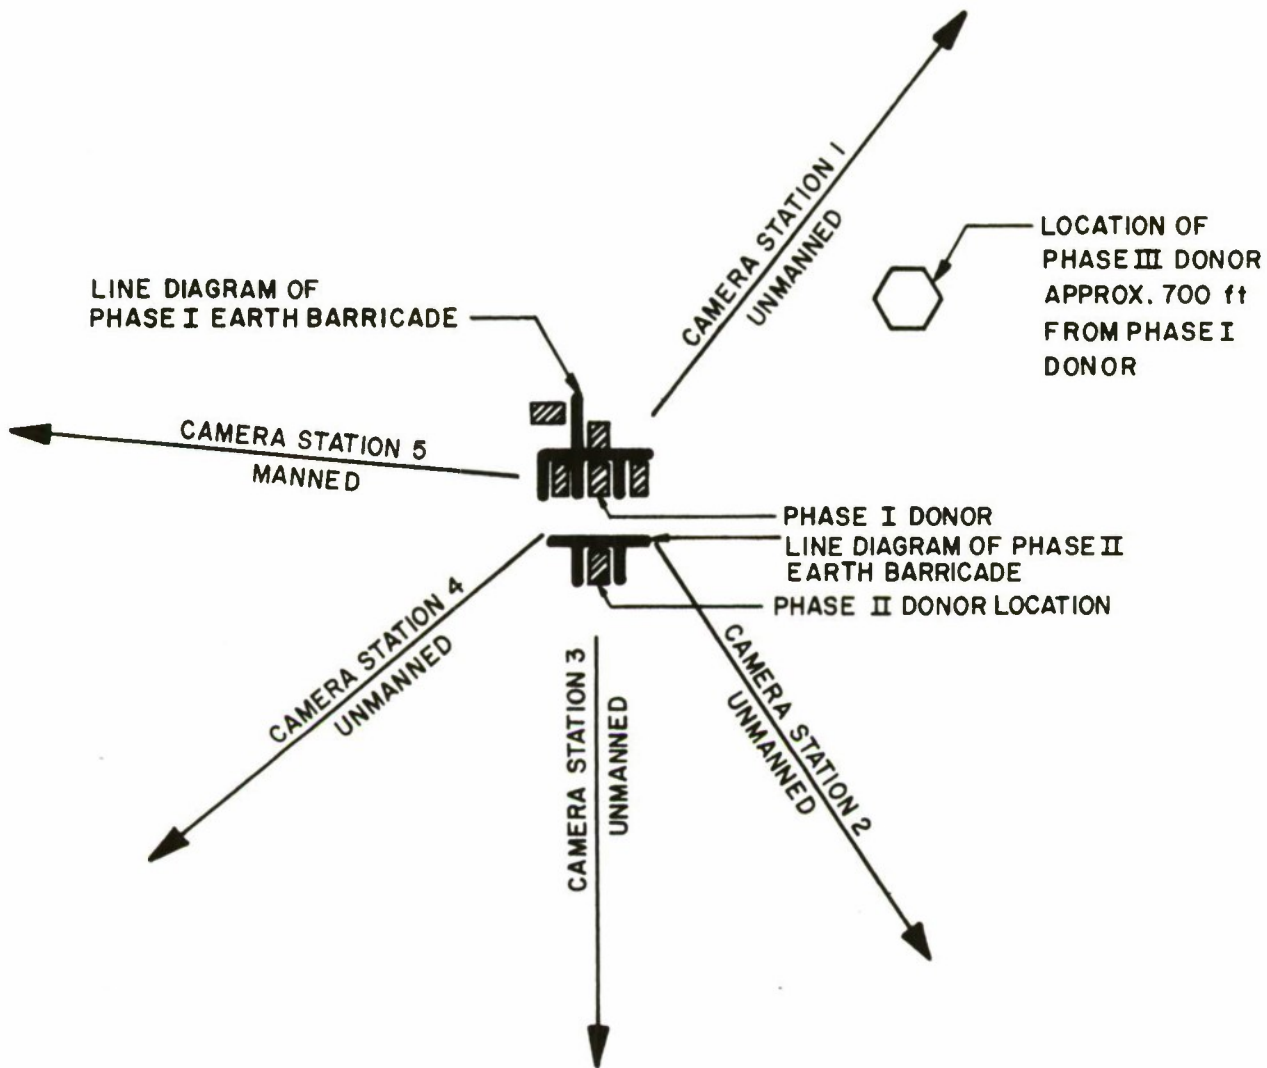 CAMERA STATION 1
UNMANNED
LOCATION OF
PHASE III DONOR
APPROX. 700 ft
FROM PHASE I
DONOR
LINE DIAGRAM OF
PHASE I EARTH BARRICADE
CAMERA STATION 5
MANNED
PHASE I DONOR
LINE DIAGRAM OF PHASE II
EARTH BARRICADE
PHASE II DONOR LOCATION
CAMERA STATION 4
UNMANNED
CAMERA STATION 3
UNMANNED
CAMERA STATION 2
UNMANNED